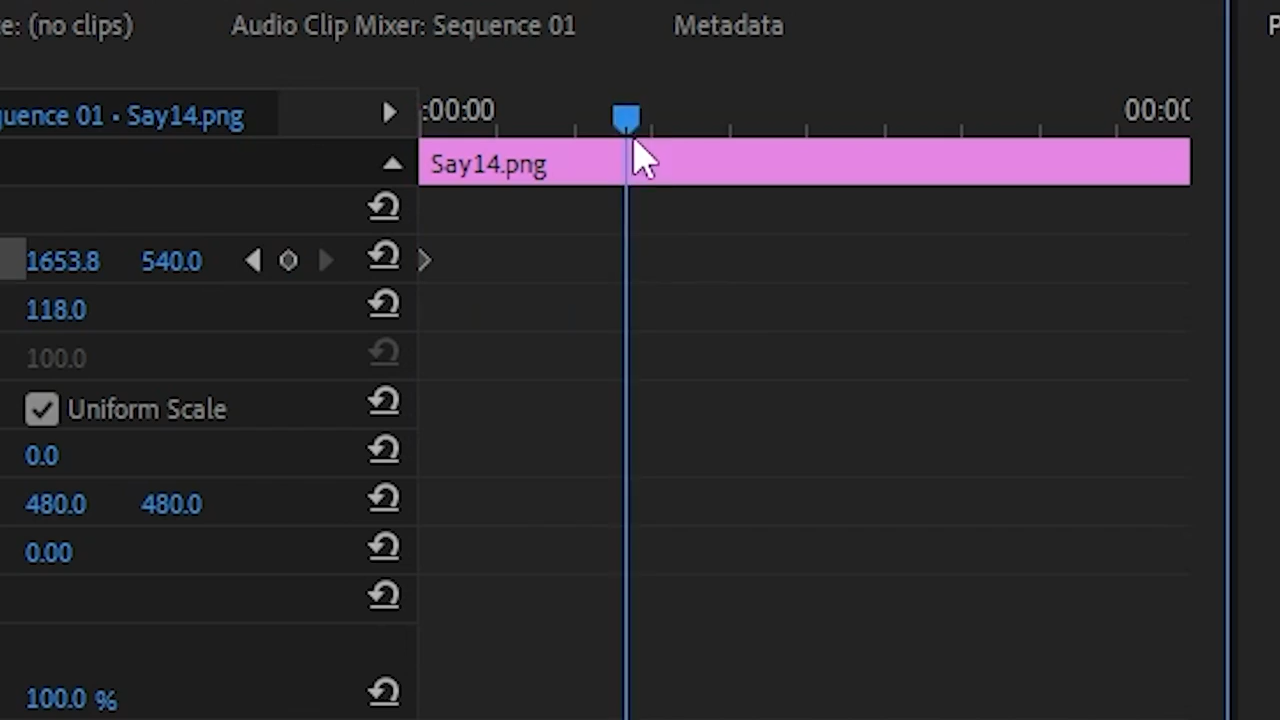 e: (no clips) Audio Clip Mixer: Sequence 01 Metadata P
quence 01 • Say14.png :00:00 00:00
Say14.png
1653.8 540.0
118.0
100.0
Uniform Scale
0.0
480.0 480.0
0.00
100.0 %